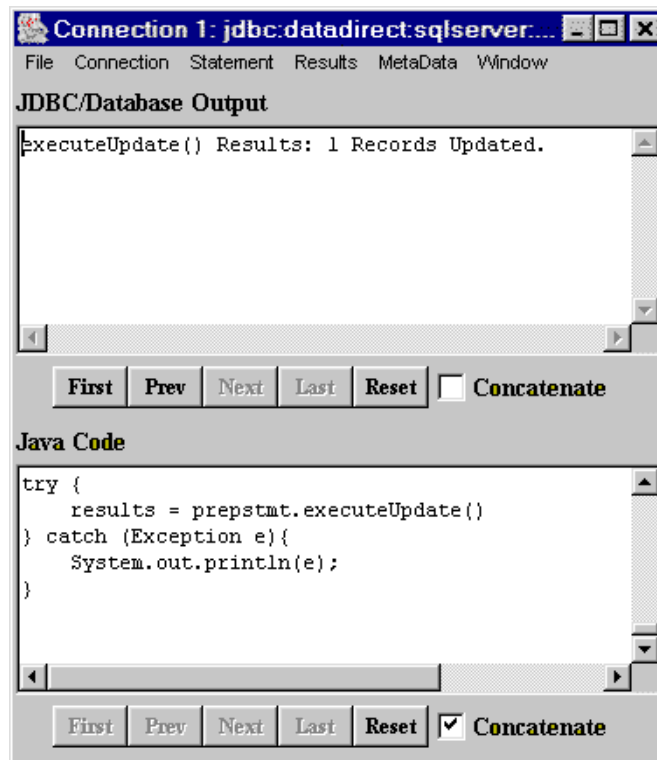 Connection 1: jdbc:datadirect:sqlserver:...
File Connection Statement Results MetaData Window
JDBC/Database Output
executeUpdate() Results: 1 Records Updated.
First Prev Next Last Reset Concatenate
Java Code
try {
    results = prepstmt.executeUpdate()
} catch (Exception e){
    System.out.println(e);
}
First Prev Next Last Reset Concatenate